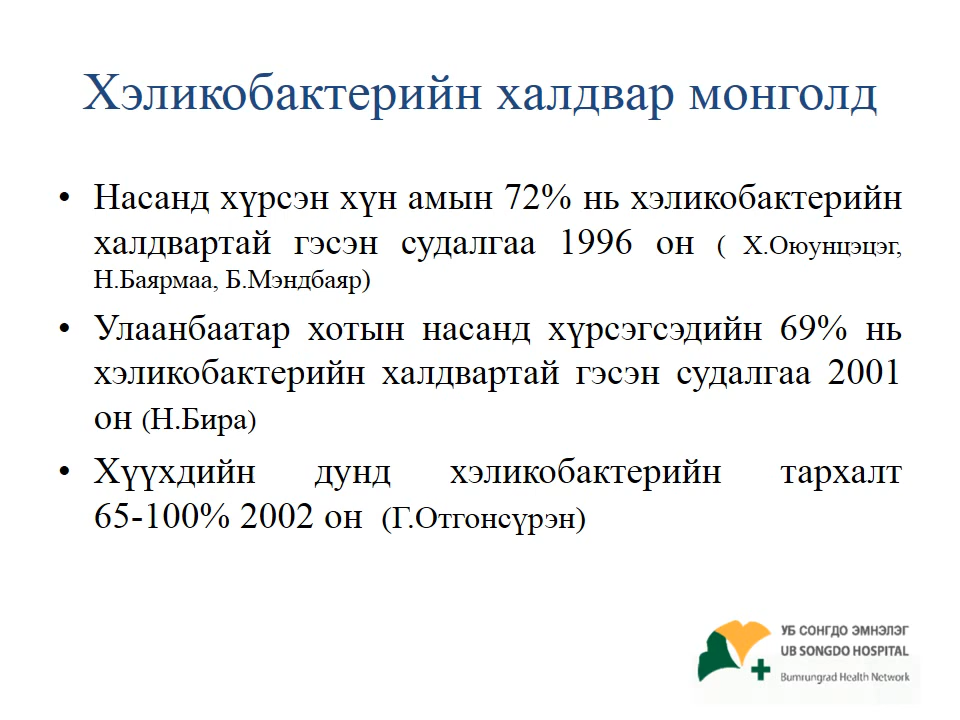 Хэликобактерийн халдвар монголд
• Насанд хүрсэн хүн амын 72% нь хэликобактерийн
халдвартай гэсэн судалгаа 1996 он ( Х.Оюунцэцэг,
Н.Баярмаа, Б.Мэндбаяр)
• Улаанбаатар хотын насанд хүрсэгсэдийн 69% нь
хэликобактерийн халдвартай гэсэн судалгаа 2001
он (Н.Бира)
• Хүүхдийн дунд хэликобактерийн тархалт
65-100% 2002 он (Г.Отгонсүрэн)
УБ СОНГДО ЭМНЭЛЭГ
UB SONGDO HOSPITAL
Bumrungrad Health Network